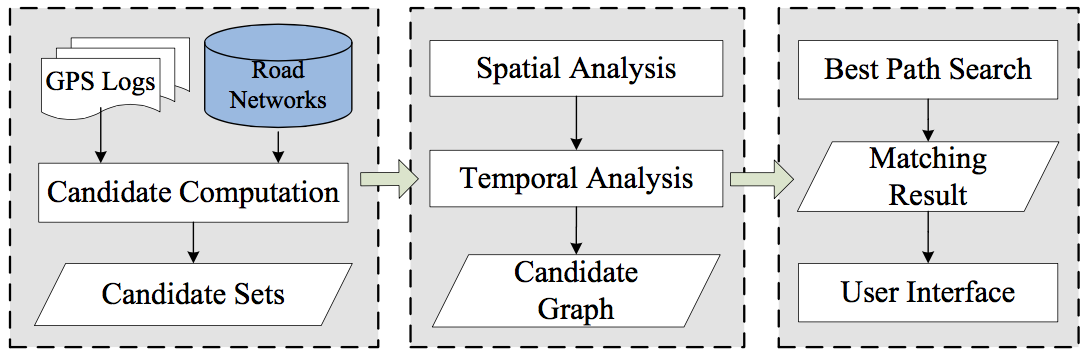 GPS Logs
Road
Networks
Candidate Computation
Candidate Sets
Spatial Analysis
Temporal Analysis
Candidate
Graph
Best Path Search
Matching
Result
User Interface